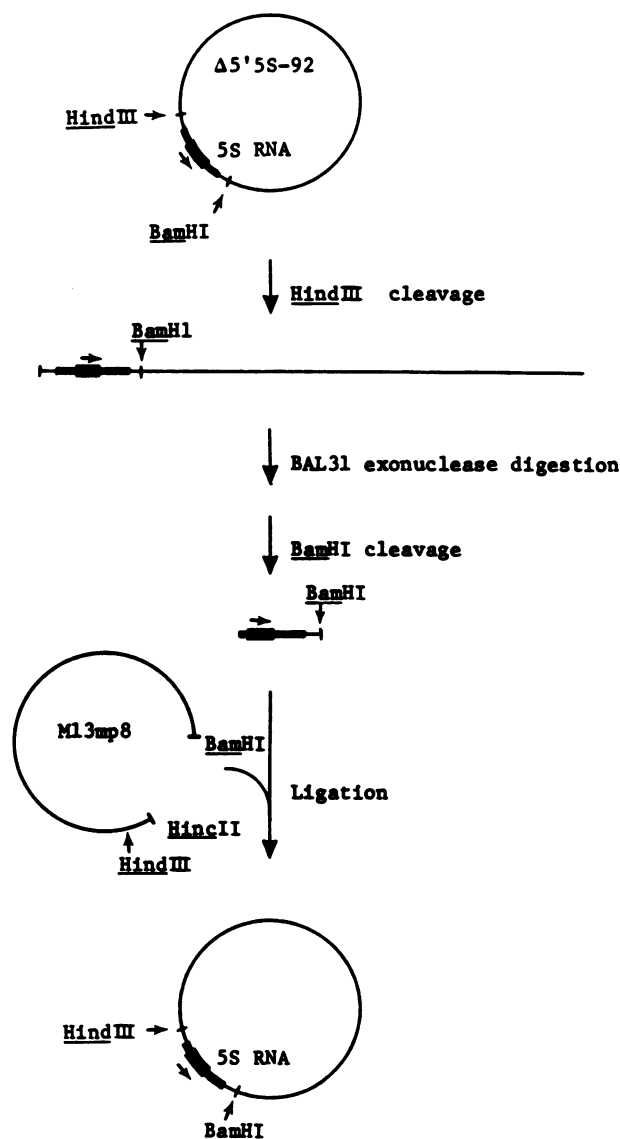 Δ5'5S-92
HindIII
5S RNA
BamHI
HindIII cleavage
BamHl
BAL31 exonuclease digestion
BamHI cleavage
BamHI
M13mp8
BamHI
Ligation
HincII
HindIII
HindIII
5S RNA
BamHI